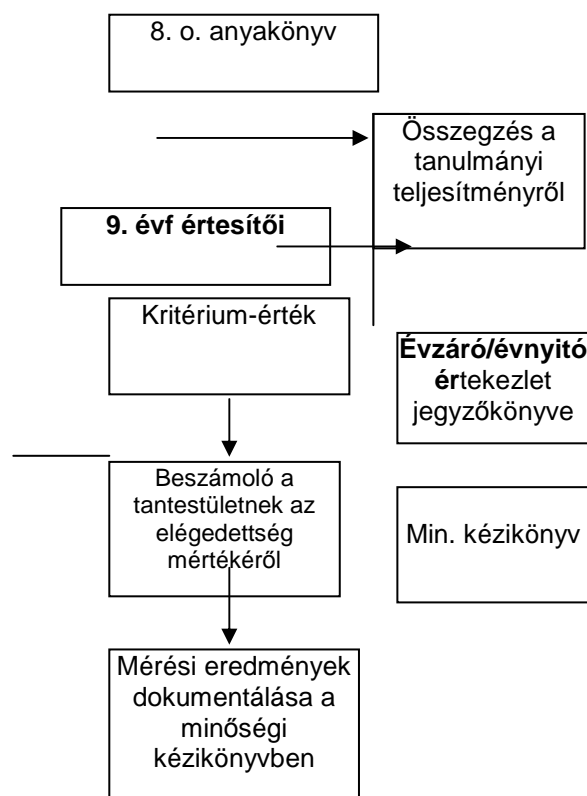 8. o. anyakönyv
Összegzés a
tanulmányi
teljesítményről
9. évf értesítői
Kritérium-érték
Évzáró/évnyitó
értekezlet
jegyzőkönyve
Beszámoló a
tantestületnek az
elégedettség
mértékéről
Min. kézikönyv
Mérési eredmények
dokumentálása a
minőségi
kézikönyvben